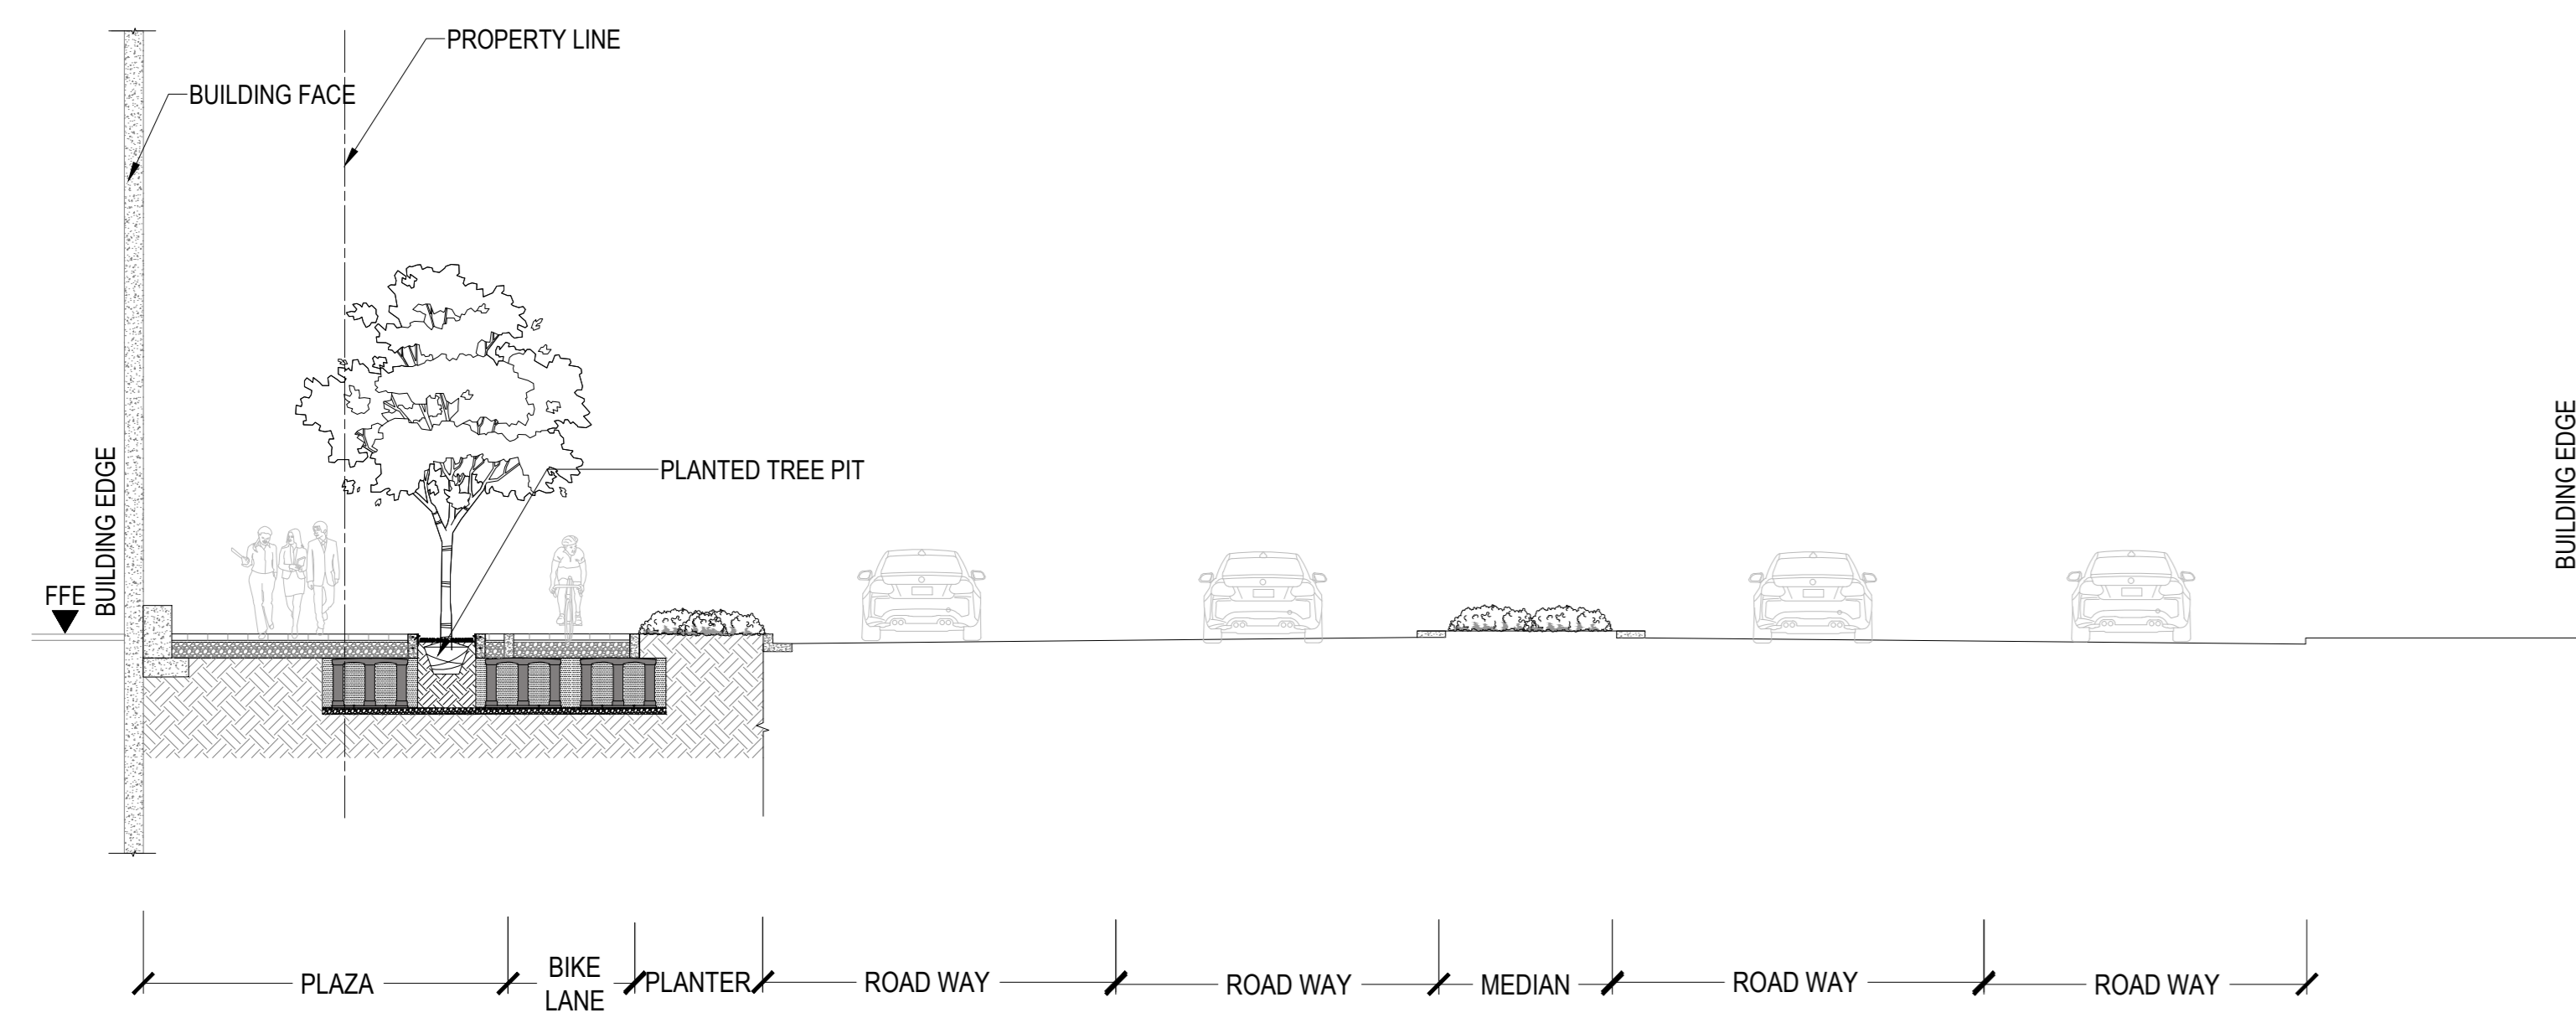 PROPERTY LINE
BUILDING FACE
PLANTED TREE PIT
BUILDING EDGE
BUILDING EDGE
FFE
PLAZA
BIKE
LANE
PLANTER
ROAD WAY
ROAD WAY
MEDIAN
ROAD WAY
ROAD WAY